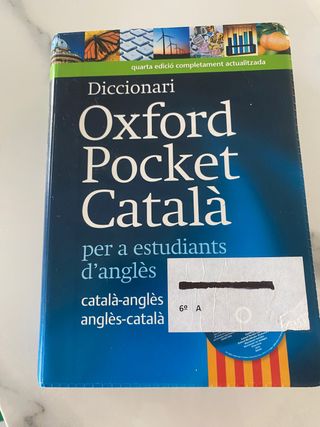 quarta edició completament actualitzada
Diccionari
Oxford
Pocket
Català
per a estudiants
d'anglès
català-anglès
anglès-català
6º A